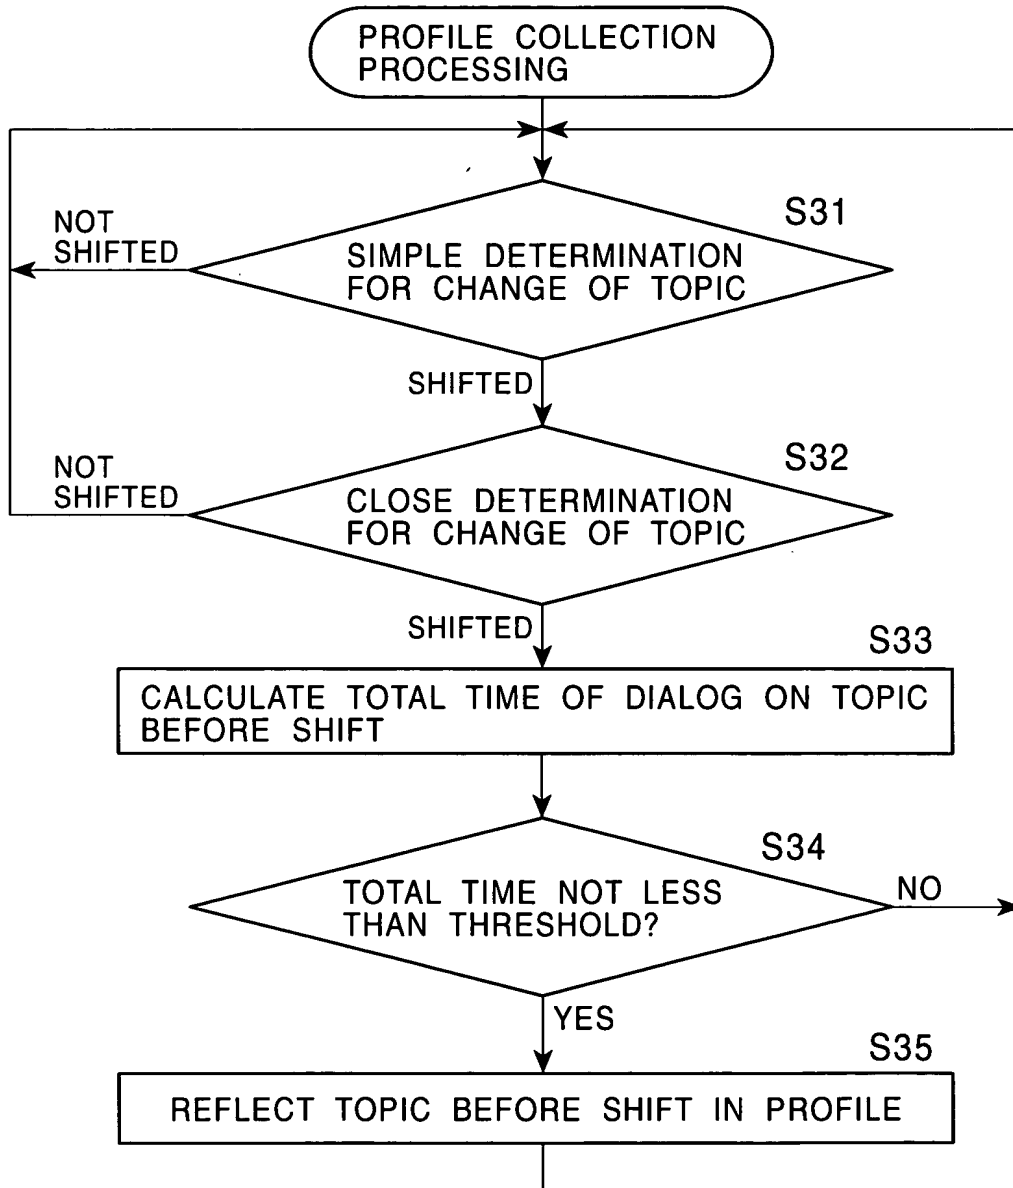 PROFILE COLLECTION
PROCESSING
S31
NOT
SHIFTED
SIMPLE DETERMINATION
FOR CHANGE OF TOPIC
SHIFTED
S32
NOT
SHIFTED
CLOSE DETERMINATION
FOR CHANGE OF TOPIC
SHIFTED
S33
CALCULATE TOTAL TIME OF DIALOG ON TOPIC
BEFORE SHIFT
S34
TOTAL TIME NOT LESS
THAN THRESHOLD?
NO
YES
S35
REFLECT TOPIC BEFORE SHIFT IN PROFILE